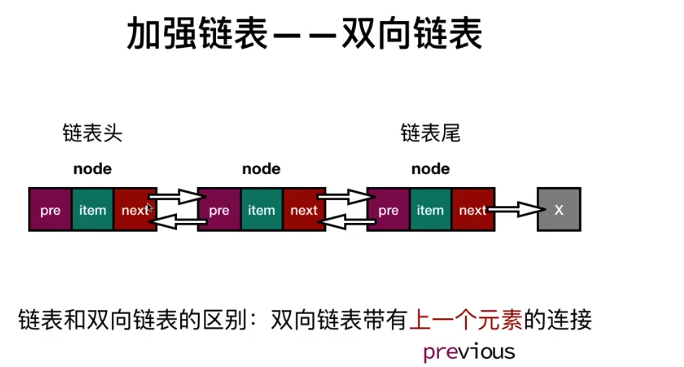 加强链表——双向链表
链表头 链表尾
node node node
pre item next pre item next pre item next X
链表和双向链表的区别：双向链表带有上一个元素的连接
previous